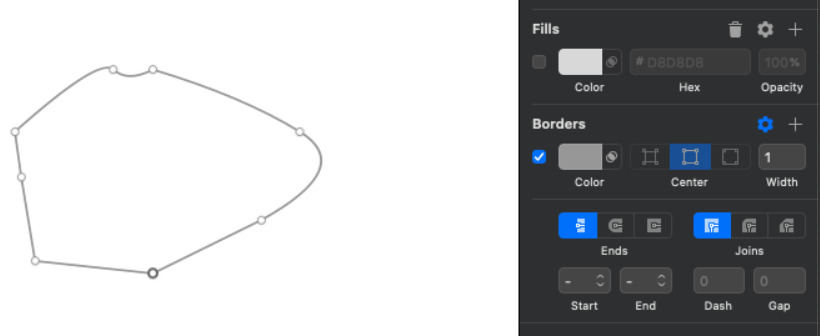 Fills
# D8D8D8 100%
Color Hex Opacity
Borders
1
Color Center Width
Ends Joins
- - 0 0
Start End Dash Gap